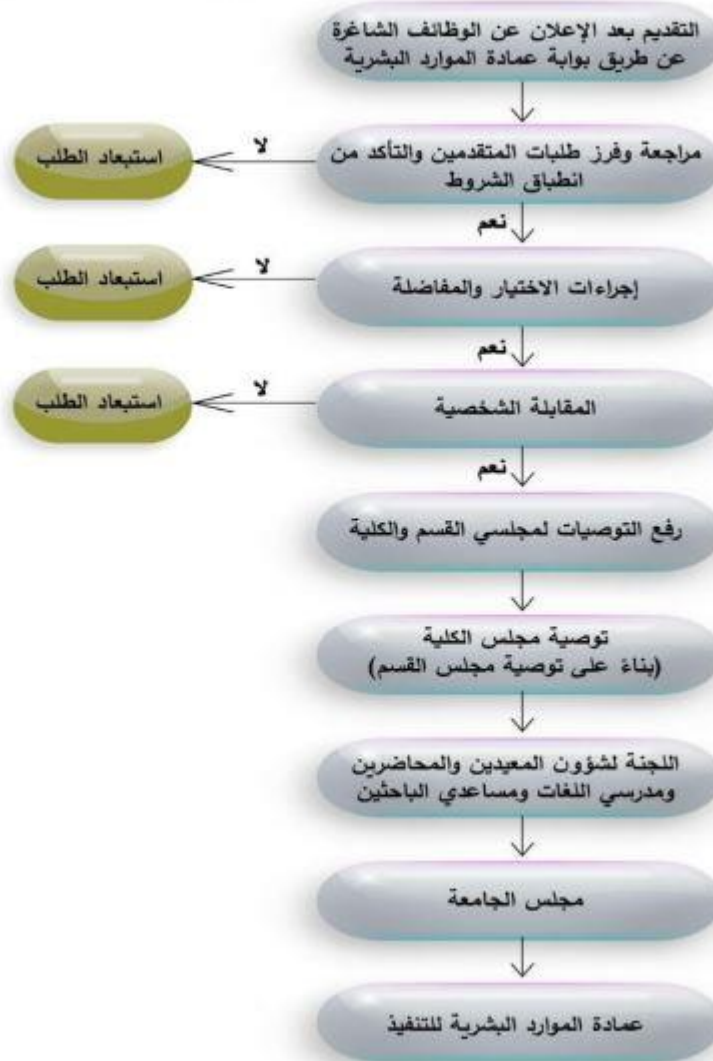 التقديم بعد الإعلان عن الوظائف الشاغرة
عن طريق بوابة عمادة الموارد البشرية
مراجعة وفرز طلبات المتقدمين والتأكد من
انطباق الشروط
لا
استبعاد الطلب
نعم
إجراءات الاختيار والمفاضلة
لا
استبعاد الطلب
نعم
المقابلة الشخصية
لا
استبعاد الطلب
نعم
رفع التوصيات لمجلسي القسم والكلية
توصية مجلس الكلية
(بناءً على توصية مجلس القسم)
اللجنة لشؤون المعيدين والمحاضرين
ومدرسي اللغات ومساعدي الباحثين
مجلس الجامعة
عمادة الموارد البشرية للتنفيذ